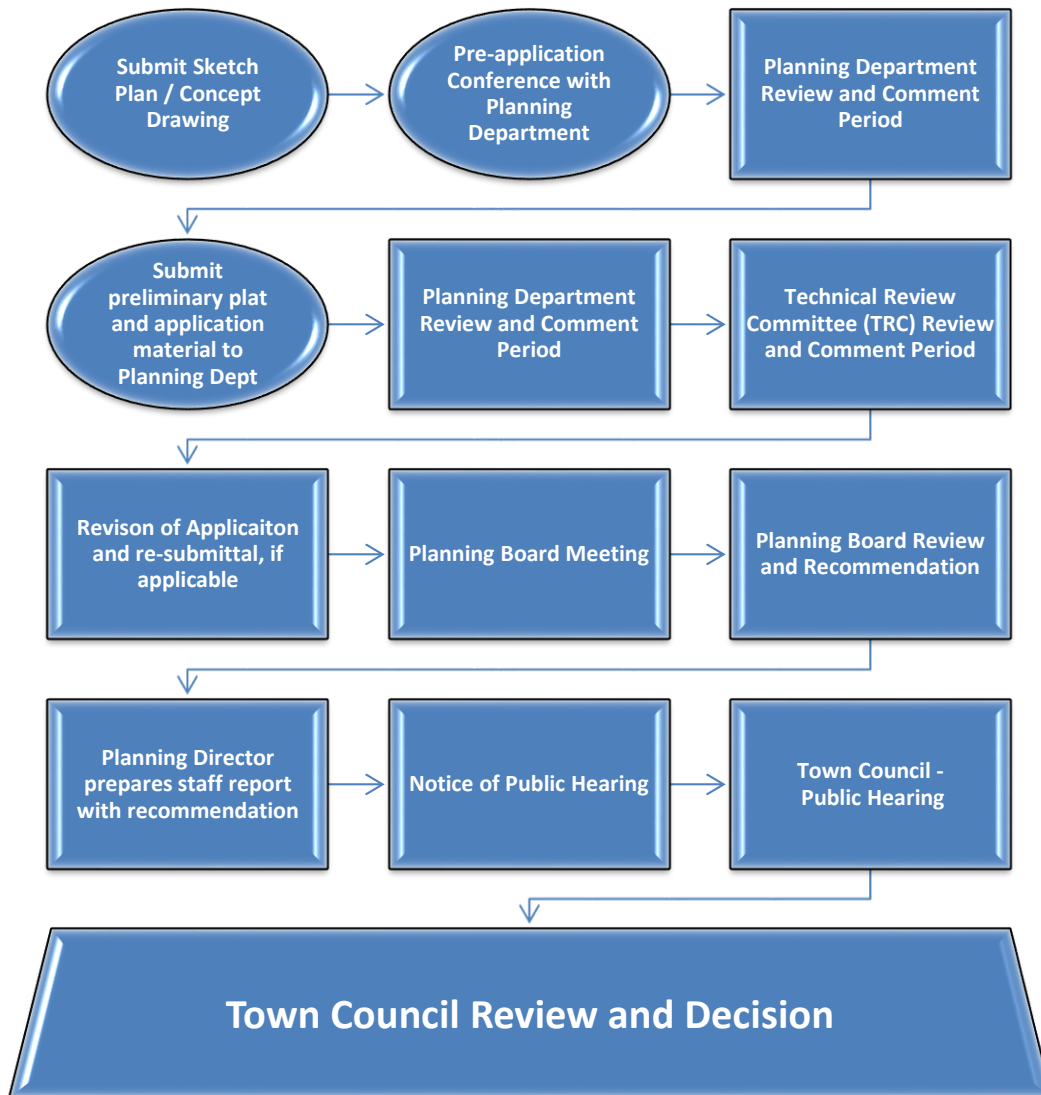 Submit Sketch
Plan / Concept
Drawing
Pre-application
Conference with
Planning
Department
Planning Department
Review and Comment
Period
Submit
preliminary plat
and application
material to
Planning Dept
Planning Department
Review and Comment
Period
Technical Review
Committee (TRC) Review
and Comment Period
Revison of Applicaiton
and re-submittal, if
applicable
Planning Board Meeting
Planning Board Review
and Recommendation
Planning Director
prepares staff report
with recommendation
Notice of Public Hearing
Town Council -
Public Hearing
Town Council Review and Decision